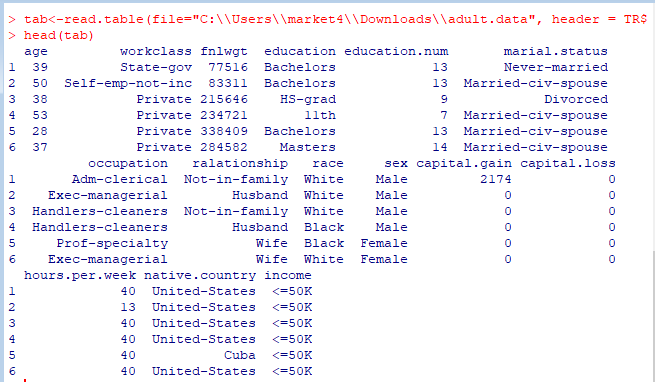 > tab<-read.table(file="C:\\Users\\market4\\Downloads\\adult.data", header = TR$
> head(tab)
  age        workclass fnlwgt education education.num     marial.status
1  39        State-gov  77516 Bachelors            13     Never-married
2  50 Self-emp-not-inc  83311 Bachelors            13 Married-civ-spouse
3  38          Private 215646   HS-grad             9          Divorced
4  53          Private 234721      11th             7 Married-civ-spouse
5  28          Private 338409 Bachelors            13 Married-civ-spouse
6  37          Private 284582   Masters            14 Married-civ-spouse
         occupation  ralationship  race    sex capital.gain capital.loss
1      Adm-clerical Not-in-family White   Male         2174            0
2   Exec-managerial       Husband White   Male            0            0
3 Handlers-cleaners Not-in-family White   Male            0            0
4 Handlers-cleaners       Husband Black   Male            0            0
5    Prof-specialty          Wife Black Female            0            0
6   Exec-managerial          Wife White Female            0            0
  hours.per.week native.country income
1             40  United-States  <=50K
2             13  United-States  <=50K
3             40  United-States  <=50K
4             40  United-States  <=50K
5             40           Cuba  <=50K
6             40  United-States  <=50K